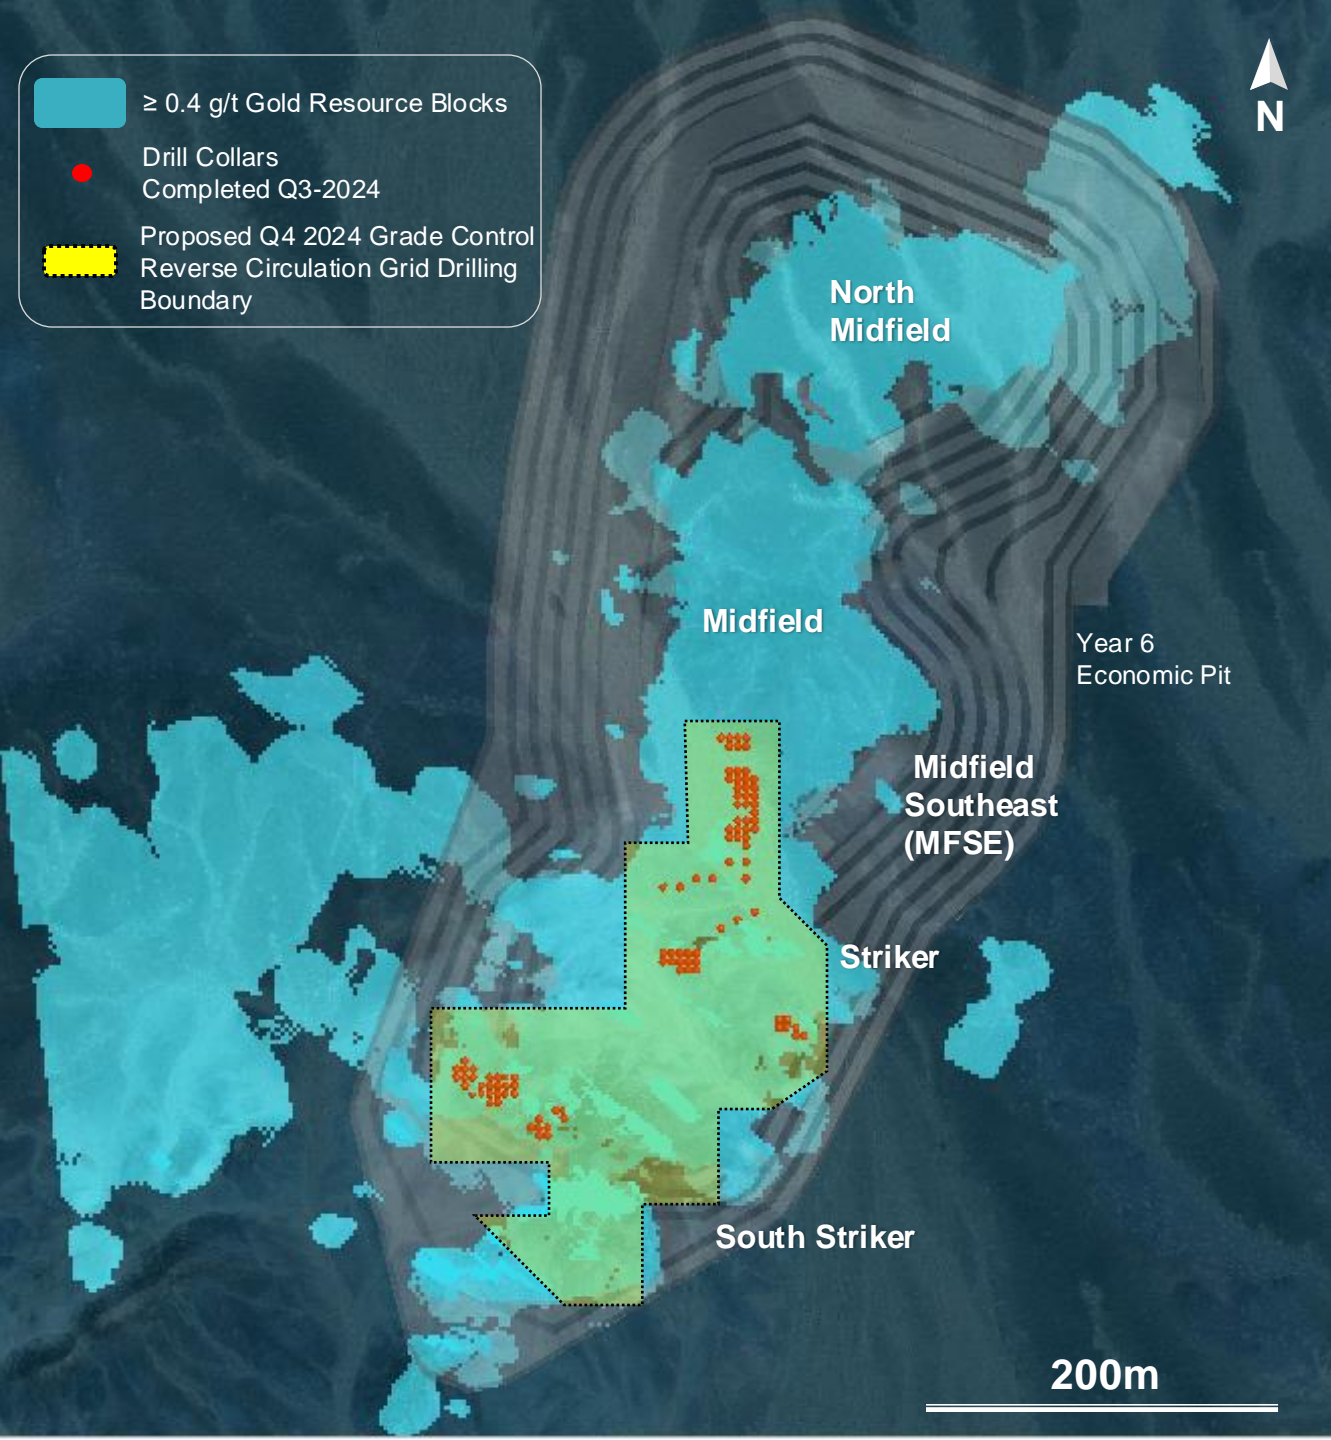 ≥ 0.4 g/t Gold Resource Blocks
Drill Collars
Completed Q3-2024
Proposed Q4 2024 Grade Control
Reverse Circulation Grid Drilling
Boundary
N
North
Midfield
Midfield
Year 6
Economic Pit
Midfield
Southeast
(MFSE)
Striker
South Striker
200m